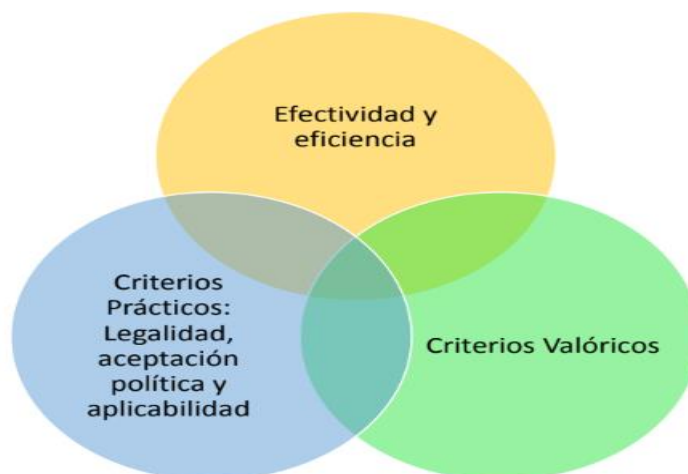 Efectividad y
eficiencia
Criterios
Prácticos:
Legalidad,
aceptación
política y
aplicabilidad
Criterios Valóricos